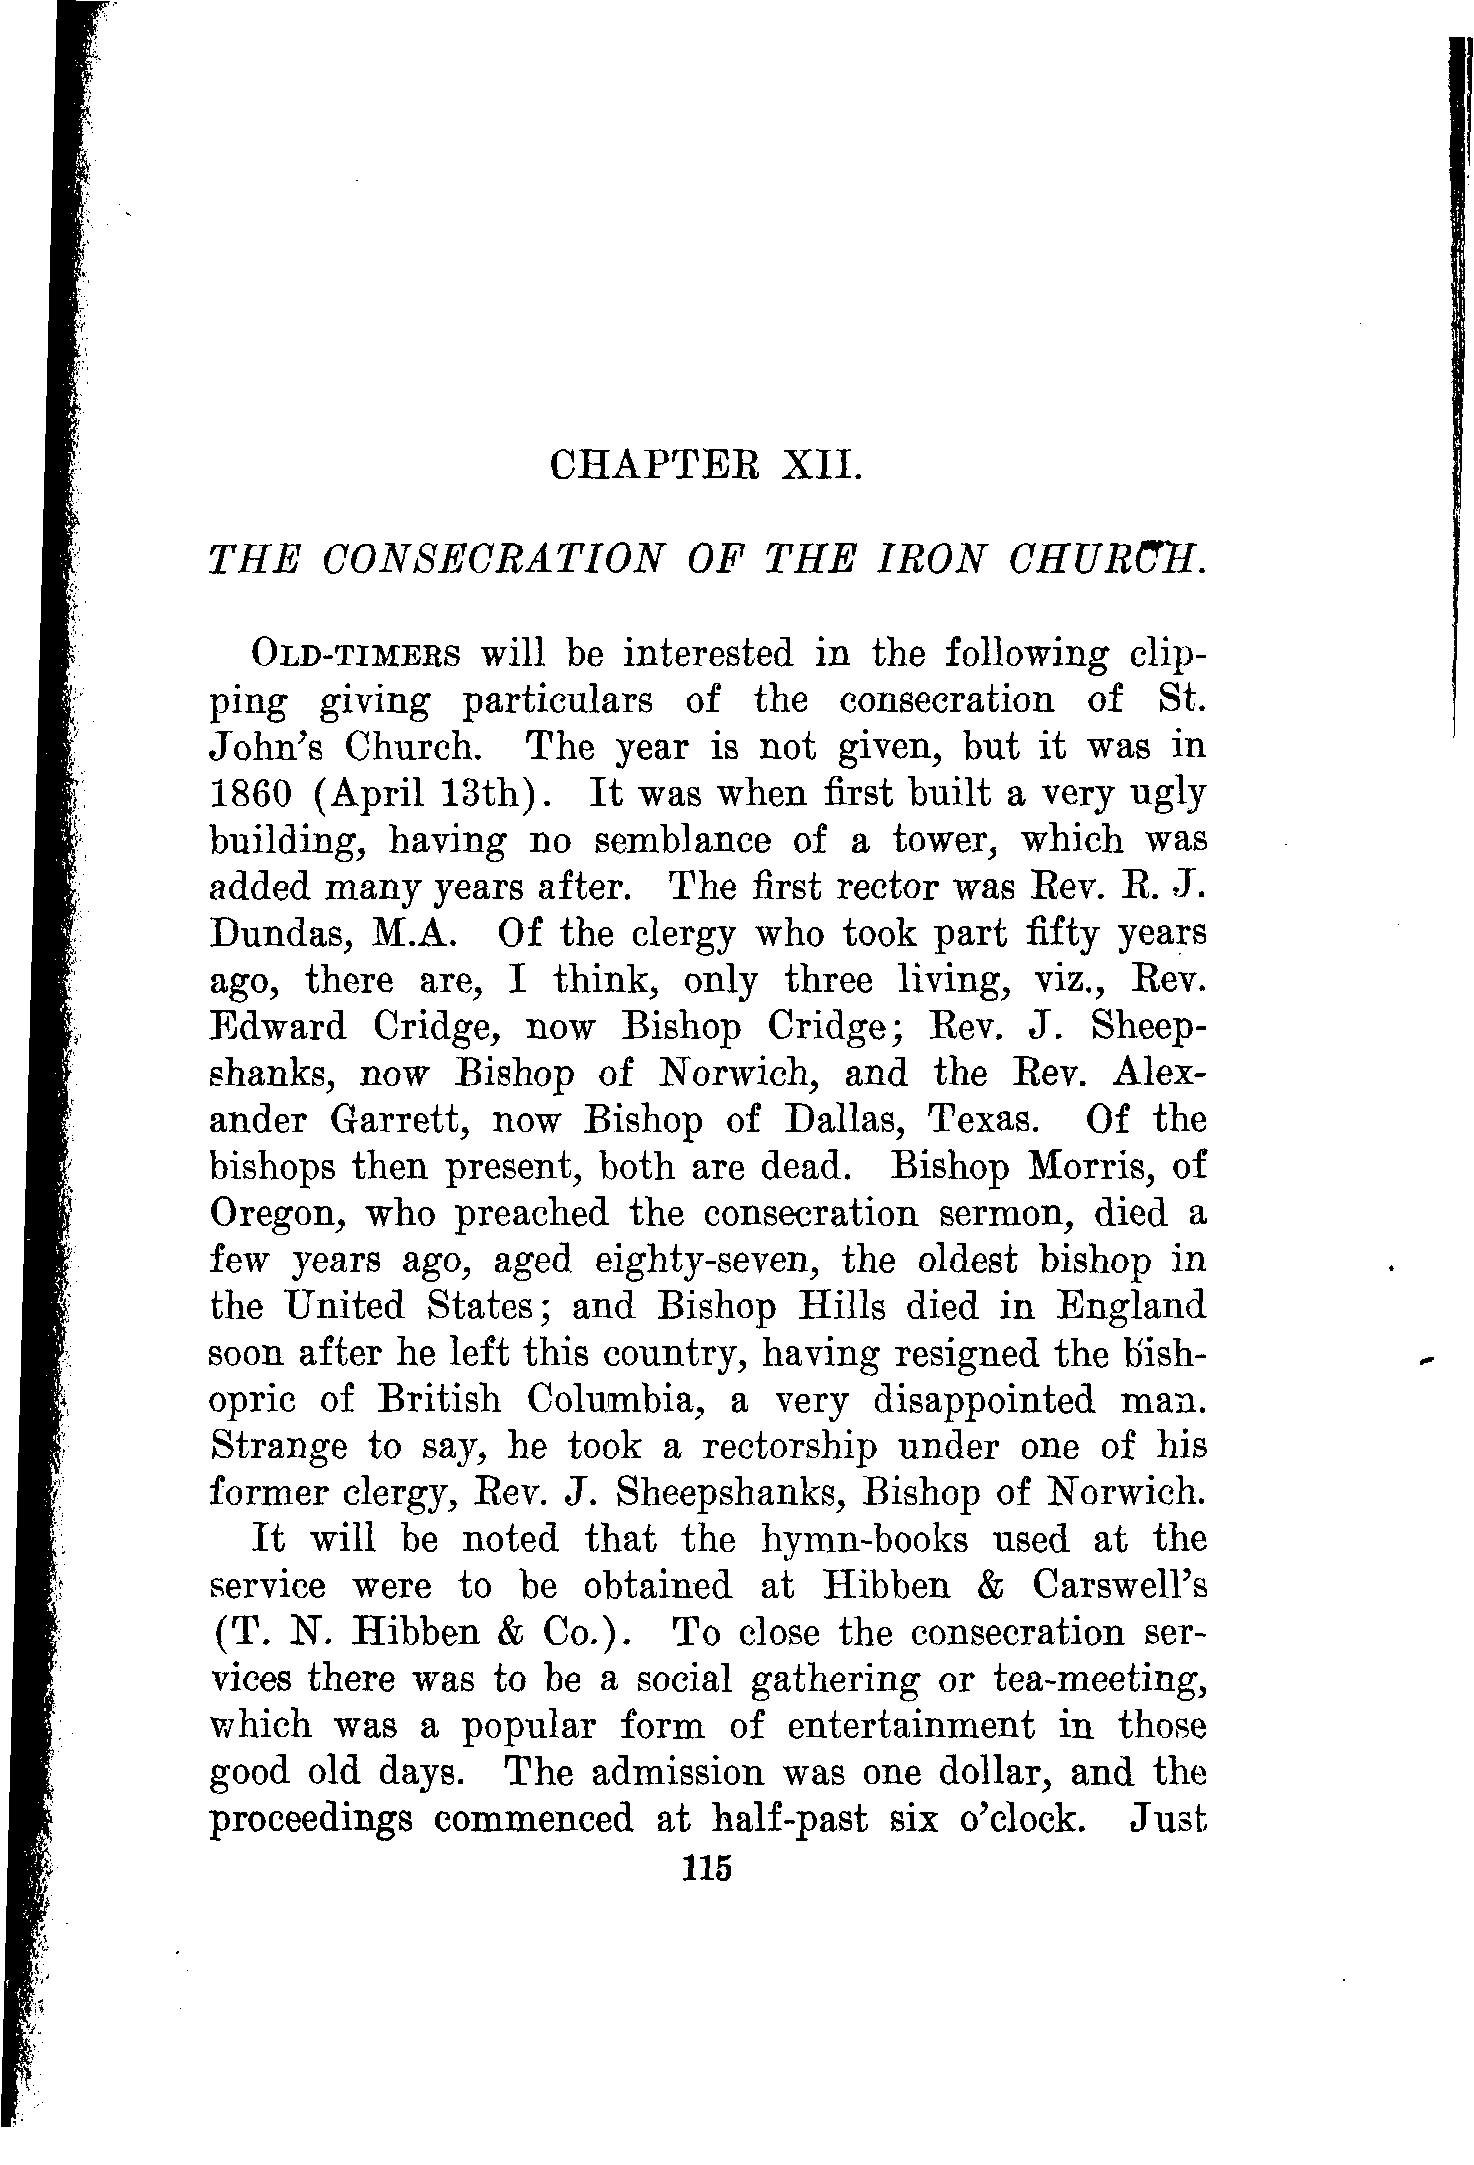 CHAPTER XII.
THE CONSECRATION OF THE IRON CHURCH.
OLD-TIMERS will be interested in the following clip-
ping giving particulars of the consecration of St.
John's Church. The year is not given, but it was in
1860 (April 13th). It was when first built a very ugly
building, having no semblance of a tower, which was
added many years after. The first rector was Rev. R. J.
Dundas, M.A. Of the clergy who took part fifty years
ago, there are, I think, only three living, viz., Rev.
Edward Cridge, now Bishop Cridge; Rev. J. Sheep-
shanks, now Bishop of Norwich, and the Rev. Alex-
ander Garrett, now Bishop of Dallas, Texas. Of the
bishops then present, both are dead. Bishop Morris, of
Oregon, who preached the consecration sermon, died a
few years ago, aged eighty-seven, the oldest bishop in
the United States; and Bishop Hills died in England
soon after he left this country, having resigned the bish-
opric of British Columbia, a very disappointed man.
Strange to say, he took a rectorship under one of his
former clergy, Rev. J. Sheepshanks, Bishop of Norwich.
It will be noted that the hymn-books used at the
service were to be obtained at Hibben & Carswell's
(T. N. Hibben & Co.). To close the consecration ser-
vices there was to be a social gathering or tea-meeting,
which was a popular form of entertainment in those
good old days. The admission was one dollar, and the
proceedings commenced at half-past six o'clock. Just
115